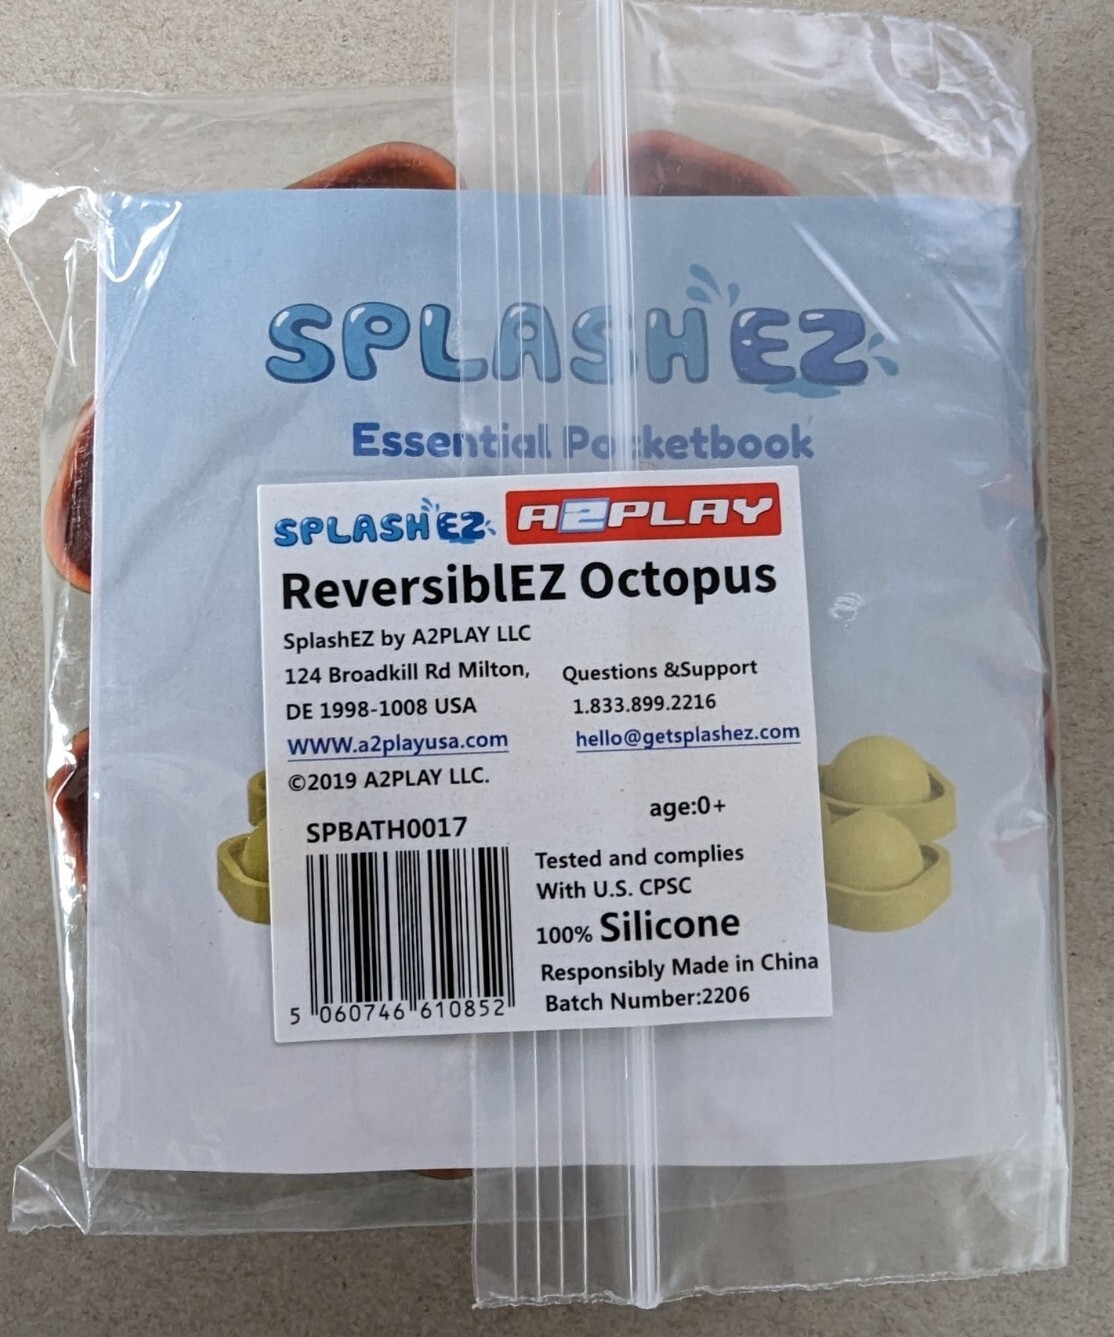 SPLASH'EZ
Essential Pocketbook
SPLASH'EZ A2PLAY
ReversiblEZ Octopus
SplashEZ by A2PLAY LLC
124 Broadkill Rd Milton,
DE 1998-1008 USA
WWW.a2playusa.com
©2019 A2PLAY LLC.
Questions &Support
1.833.899.2216
hello@getsplashez.com
age:0+
SPBATH0017
5 060746 610852
Tested and complies
With U.S. CPSC
100% Silicone
Responsibly Made in China
Batch Number:2206